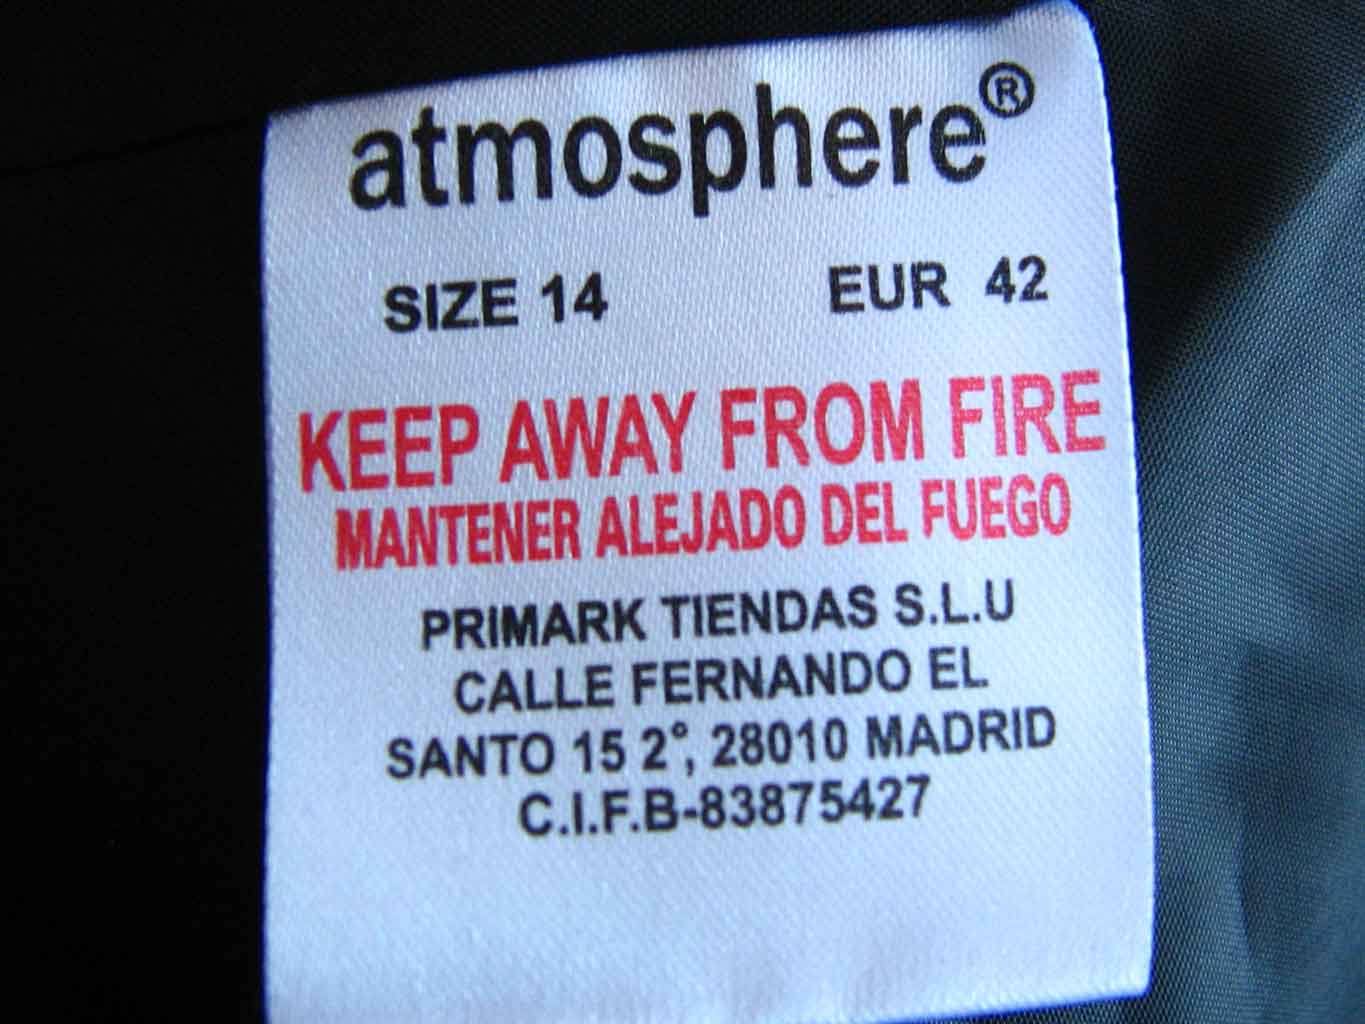 atmosphere®
SIZE 14 EUR 42
KEEP AWAY FROM FIRE
MANTENER ALEJADO DEL FUEGO
PRIMARK TIENDAS S.L.U
CALLE FERNANDO EL
SANTO 15 2°, 28010 MADRID
C.I.F.B-83875427